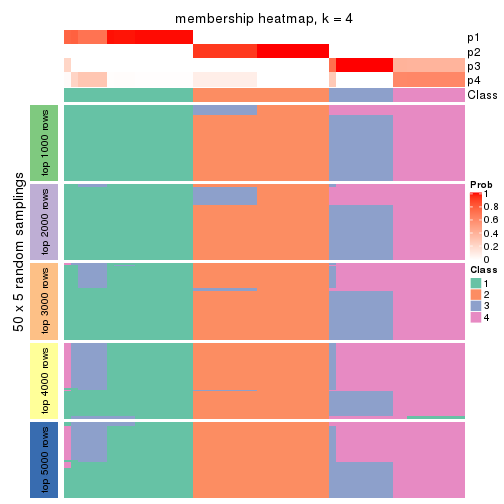 membership heatmap, k = 4
p1
p2
p3
p4
Class
50 x 5 random samplings
top 1000 rows
top 2000 rows
top 3000 rows
top 4000 rows
top 5000 rows
Prob
1
0.8
0.6
0.4
0.2
0
Class
1
2
3
4